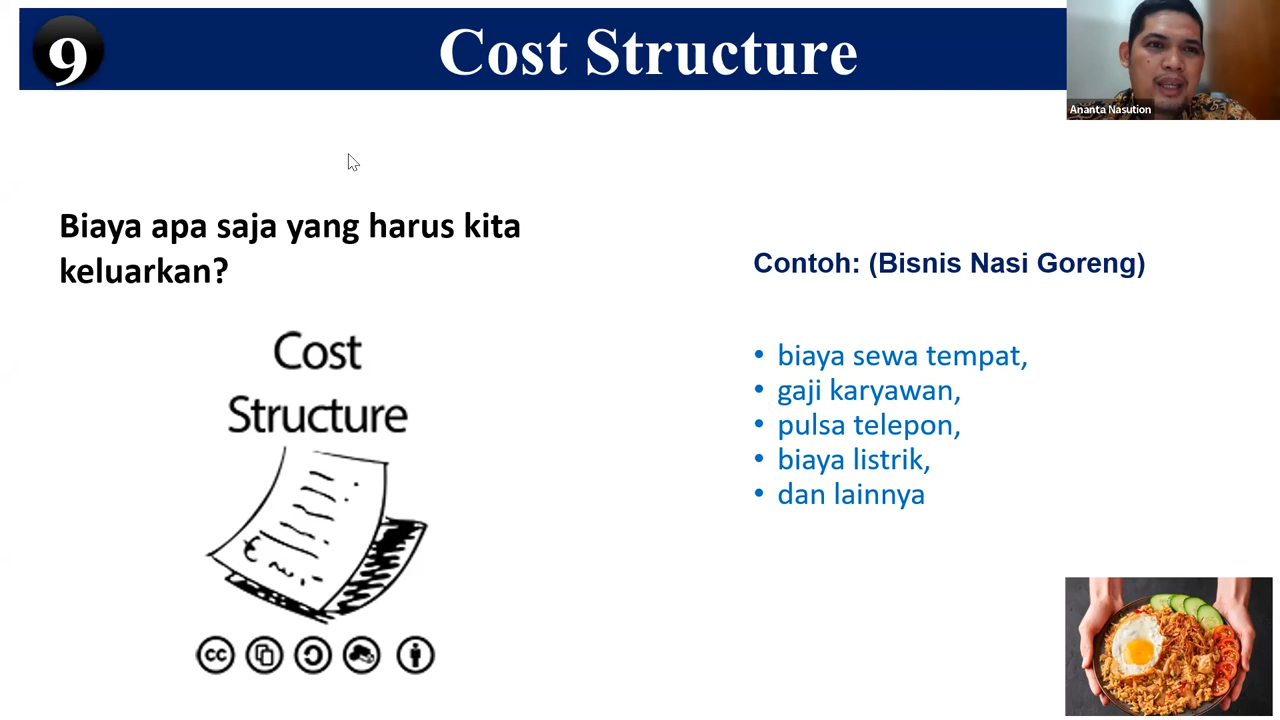 9
Cost Structure
Ananta Nasution
Biaya apa saja yang harus kita
keluarkan?
Contoh: (Bisnis Nasi Goreng)
Cost
Structure
• biaya sewa tempat,
• gaji karyawan,
• pulsa telepon,
• biaya listrik,
• dan lainnya
cc